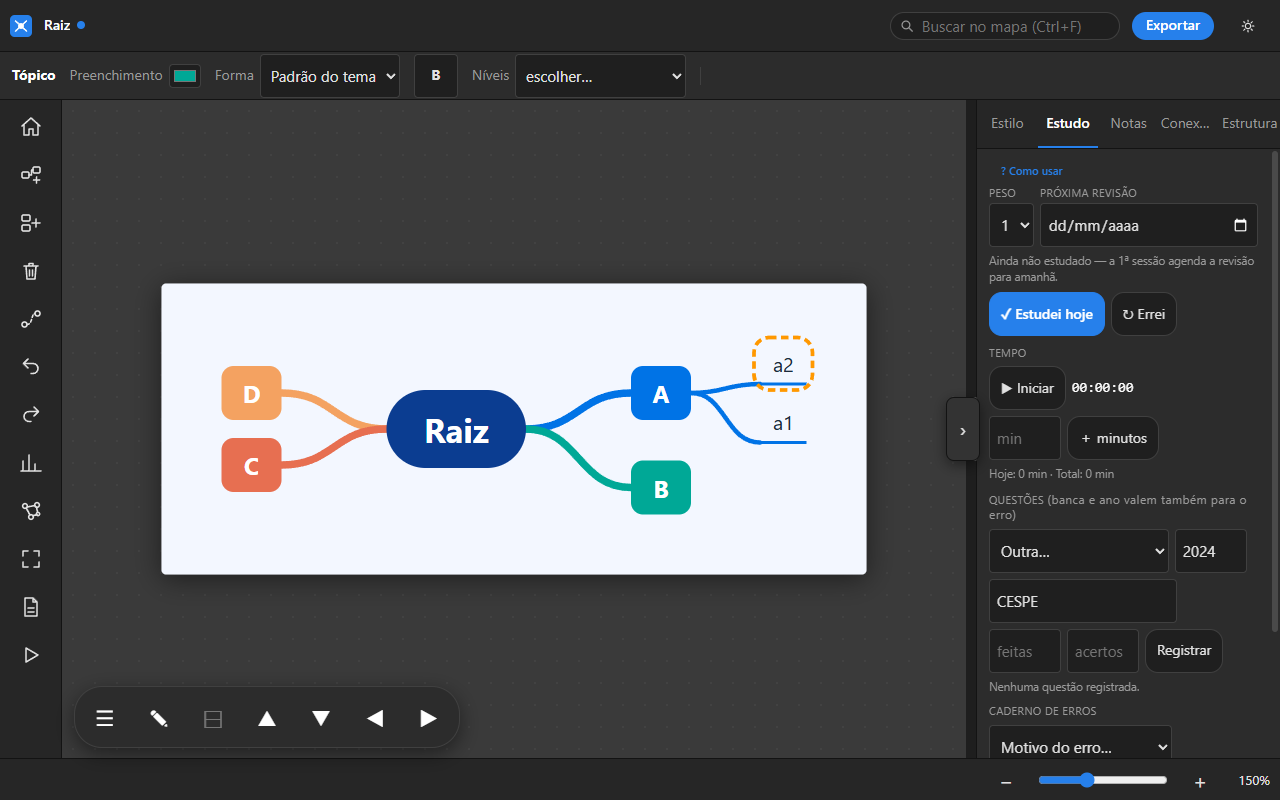 Raiz
Buscar no mapa (Ctrl+F)
Exportar
Tópico
Preenchimento
Forma
Padrão do tema
B
Níveis
escolher...
Estilo
Estudo
Notas
Conex...
Estrutura
? Como usar
PESO
PRÓXIMA REVISÃO
1
dd/mm/aaaa
Ainda não estudado — a 1ª sessão agenda a revisão
para amanhã.
✓ Estudei hoje
↻ Errei
TEMPO
▶ Iniciar
00:00:00
min
+ minutos
Hoje: 0 min · Total: 0 min
QUESTÕES (banca e ano valem também para o
erro)
Outra...
2024
CESPE
feitas
acertos
Registrar
Nenhuma questão registrada.
CADERNO DE ERROS
Motivo do erro...
a2
D
A
Raiz
a1
C
B
150%